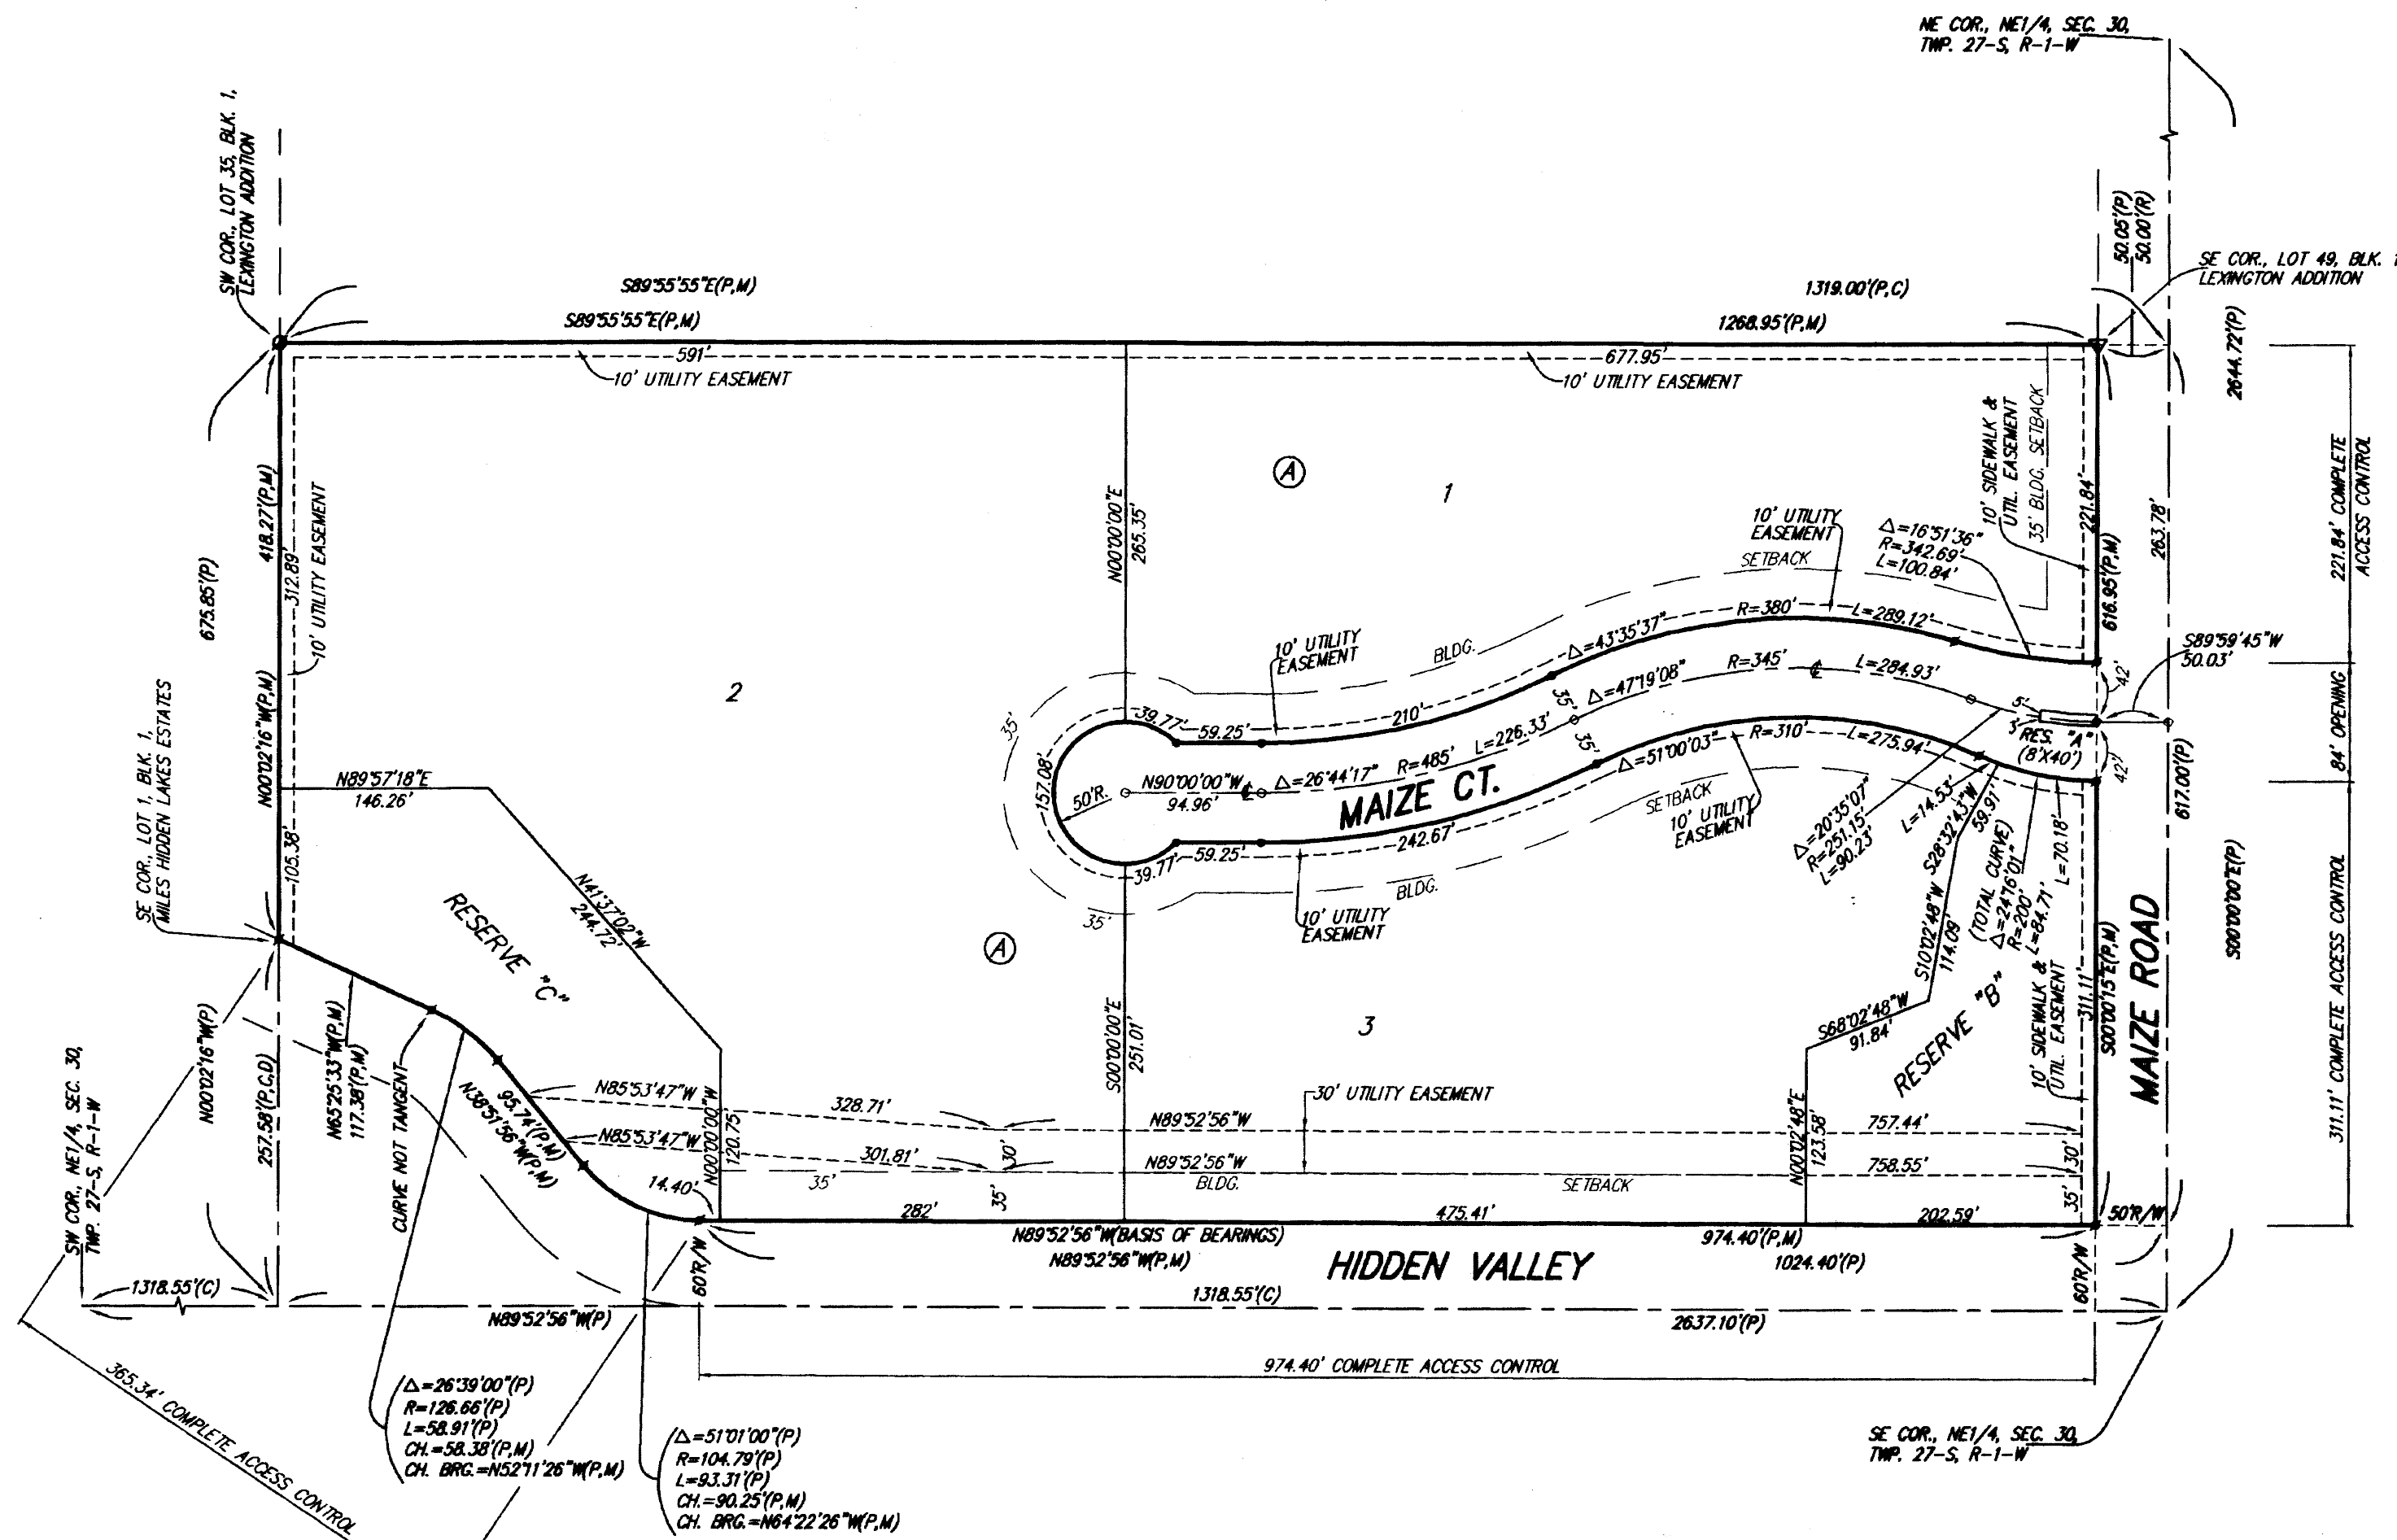 NE COR., NE1/4, SEC. 30,
TWP. 27-S, R-1-W
SW COR., LOT 35, BLK. 1,
LEXINGTON ADDITION
50.05'(P)
50.00'(R)
SE COR., LOT 49, BLK. 1
LEXINGTON ADDITION
S89°55'55"E(P,M)
1319.00'(P,C)
S89°55'55"E(P,M)
1268.95'(P,M)
591'
677.95'
10' UTILITY EASEMENT
10' UTILITY EASEMENT
2644.72'(P)
418.27'(P,M)
312.89'
10' UTILITY EASEMENT
675.85'(P)
N00°02'16"W(P,M)
105.38'
N00°00'00"E
265.35'
A
1
2
10' SIDEWALK &
UTIL. EASEMENT
35' BLDG. SETBACK
221.84'
616.95'(P,M)
263.78'
221.84' COMPLETE
ACCESS CONTROL
10' UTILITY
EASEMENT
SETBACK
Δ=16°51'36"
R=342.69'
L=100.84'
10' UTILITY
EASEMENT
BLDG.
Δ=43°35'37"
R=380'
L=289.12'
S89°59'45"W
50.03'
39.77'
59.25'
210'
35'
Δ=47°19'08"
R=345'
L=284.93'
42'
84' OPENING
5'
3'
RES. "A"
(8'X40')
42'
617.00'(P)
35'
157.08'
50'R.
N90°00'00"W
94.96'
Δ=26°44'17"
R=485'
L=226.33'
35'
MAIZE CT.
Δ=51°00'03"
R=310'
L=275.94'
SETBACK
10' UTILITY
EASEMENT
39.77'
59.25'
242.67'
35'
BLDG.
10' UTILITY
EASEMENT
Δ=20°35'07"
R=251.15'
L=90.23'
L=14.53'
S28°32'43"W
59.91'
(TOTAL CURVE)
Δ=24°16'01"
R=200'
L=84.71'
L=70.18'
S10°02'48"W
114.09'
SE COR., LOT 1, BLK. 1,
MILES HIDDEN LAKES ESTATES
N89°57'18"E
146.26'
N41°37'02"W
244.72'
RESERVE "C"
A
3
S00°00'00"E
251.01'
S68°02'48"W
91.84'
RESERVE "B"
10' SIDEWALK &
UTIL. EASEMENT
311.11'
S00°00'15"E(P,M)
MAIZE ROAD
S00°00'00"E(P)
311.11' COMPLETE ACCESS CONTROL
SW COR., NE1/4, SEC. 30,
TWP. 27-S, R-1-W
N00°02'16"W(P)
257.58'(P,C,D)
N65°25'33"W(P,M)
117.38'(P,M)
CURVE NOT TANGENT
95.74'(P,M)
N38°51'56"W(P,M)
N85°53'47"W
328.71'
N85°53'47"W
301.81'
N00°00'00"W
120.75'
30' UTILITY EASEMENT
N89°52'56"W
757.44'
30'
N89°52'56"W
758.55'
30'
N00°02'48"E
123.58'
14.40'
35'
35'
BLDG.
SETBACK
35'
282'
475.41'
202.59'
50'R/W
N89°52'56"W(BASIS OF BEARINGS)
974.40'(P,M)
N89°52'56"W(P,M)
1024.40'(P)
HIDDEN VALLEY
60'R/W
60'R/W
1318.55'(C)
1318.55'(C)
N89°52'56"W(P)
2637.10'(P)
974.40' COMPLETE ACCESS CONTROL
365.34' COMPLETE ACCESS CONTROL
Δ=26°39'00"(P)
R=126.66'(P)
L=58.91'(P)
CH.=58.38'(P,M)
CH. BRG.=N52°11'26"W(P,M)
Δ=51°01'00"(P)
R=104.79'(P)
L=93.31'(P)
CH.=90.25'(P,M)
CH. BRG.=N64°22'26"W(P,M)
SE COR., NE1/4, SEC. 30,
TWP. 27-S, R-1-W